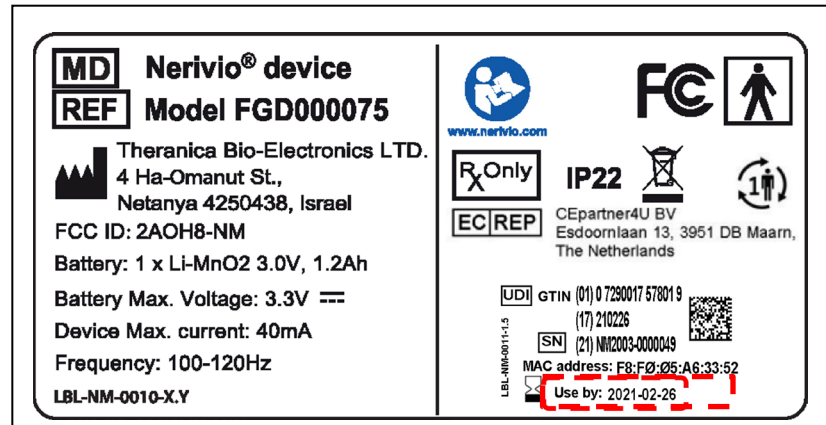 MD Nerivio® device
REF Model FGD000075
Theranica Bio-Electronics LTD.
4 Ha-Omanut St.,
Netanya 4250438, Israel
FCC ID: 2AOH8-NM
Battery: 1 x Li-MnO2 3.0V, 1.2Ah
Battery Max. Voltage: 3.3V
Device Max. current: 40mA
Frequency: 100-120Hz
LBL-NM-0010-X.Y
FC
www.nerivio.com
Rx Only
IP22
1
EC REP
CEpartner4U BV
Esdoornlaan 13, 3951 DB Maarn,
The Netherlands
UDI GTIN (01) 0 7290017 57801 9
(17) 210226
SN (21) NM2003-0000049
MAC address: F8:FØ:Ø5:A6:33:52
Use by: 2021-02-26
LBL-NM-0011-1.5